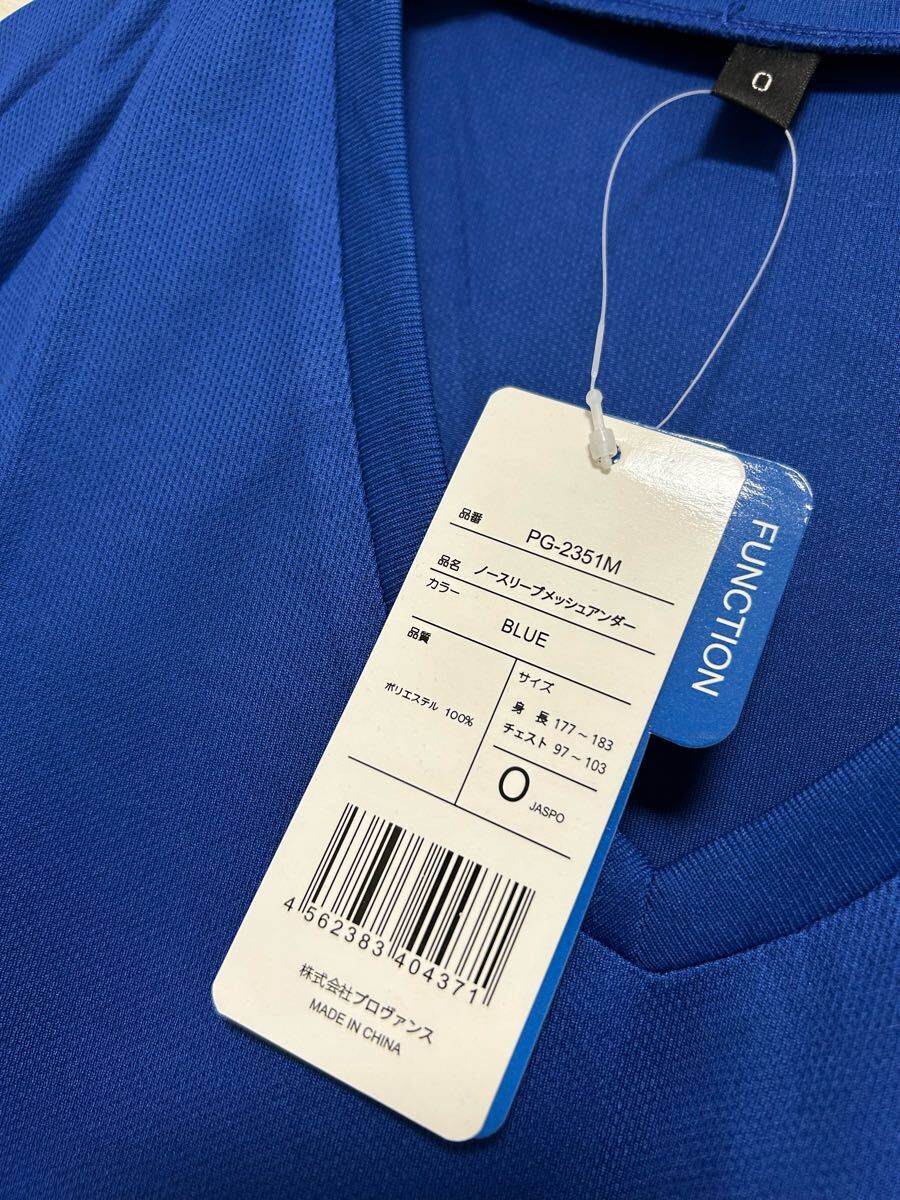 O
FUNCTION
品番 PG-2351M
品名 ノースリーブメッシュアンダー
カラー BLUE
品質
ポリエステル 100%
サイズ
身 長 177~183
チェスト 97~103
O JASPO
4 562383 404371
株式会社プロヴァンス
MADE IN CHINA